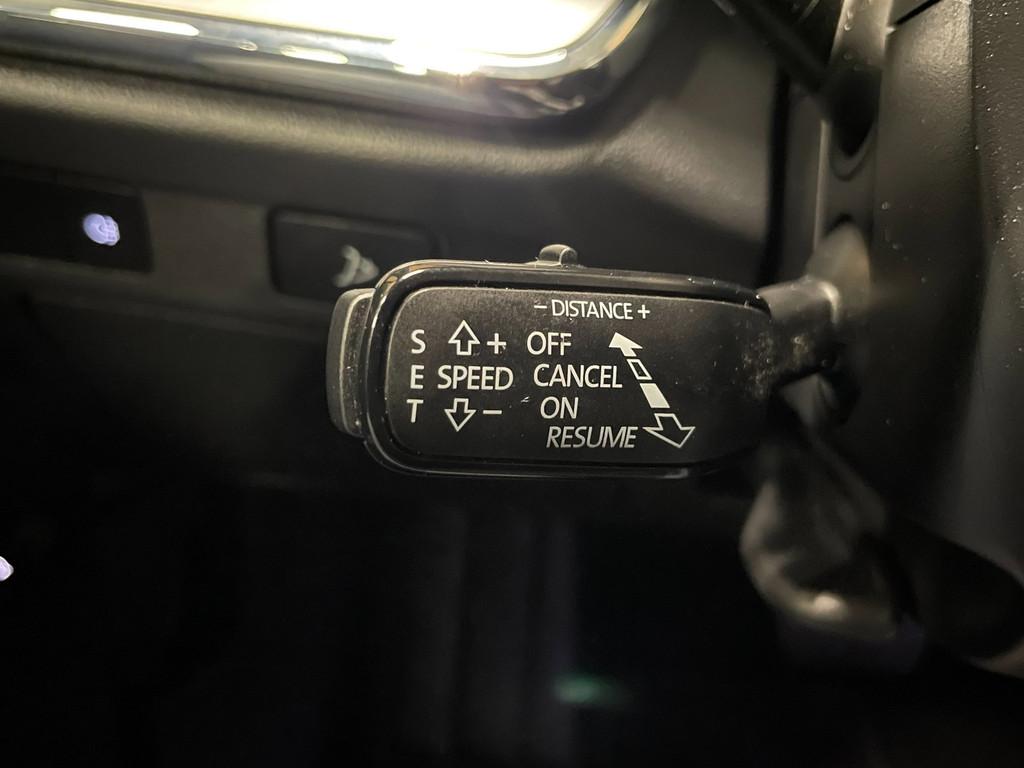 − DISTANCE +
S + OFF
E SPEED CANCEL
T − ON
RESUME